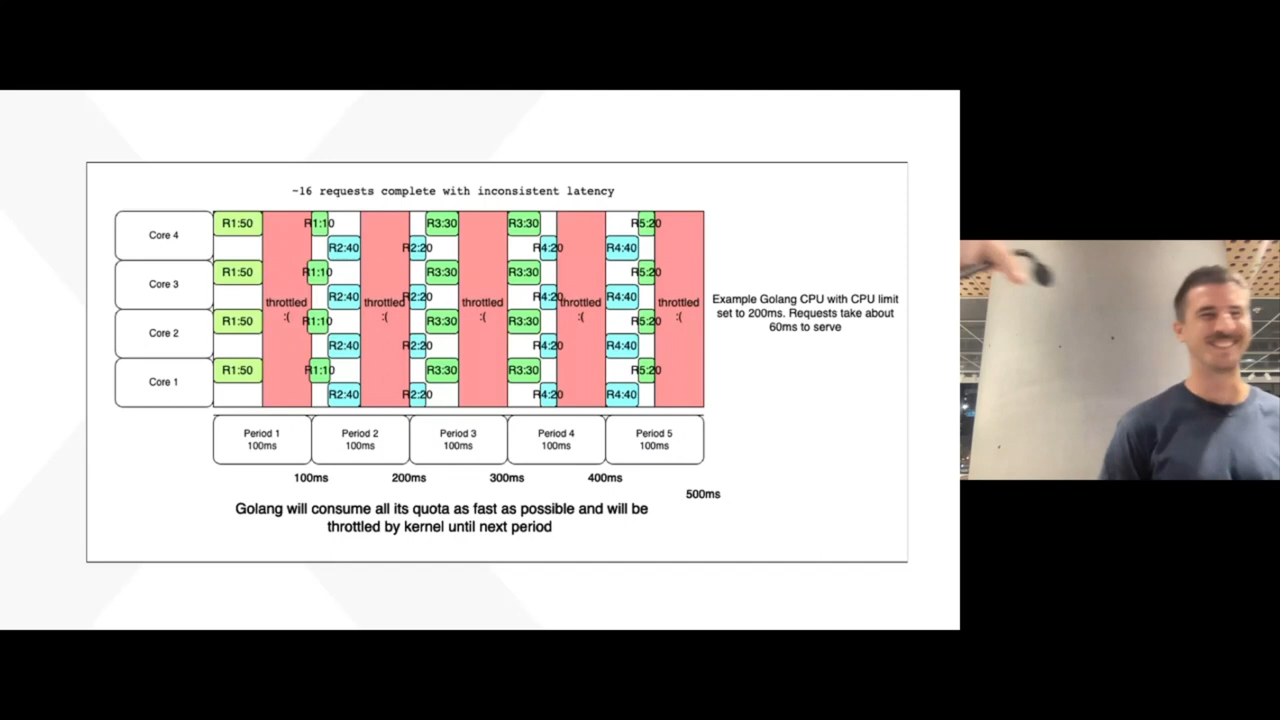 ~16 requests complete with inconsistent latency
Core 4
Core 3
Core 2
Core 1
R1:50
R1:10
R2:40
R2:20
R3:30
R3:30
R4:20
R4:40
R5:20
R1:50
R1:10
R2:40
R2:20
R3:30
R3:30
R4:20
R4:40
R5:20
throttled
:(
throttled
:(
throttled
:(
throttled
:(
throttled
:(
R1:50
R1:10
R2:40
R2:20
R3:30
R3:30
R4:20
R4:40
R5:20
R1:50
R1:10
R2:40
R2:20
R3:30
R3:30
R4:20
R4:40
R5:20
Example Golang CPU with CPU limit
set to 200ms. Requests take about
60ms to serve
Period 1
100ms
Period 2
100ms
Period 3
100ms
Period 4
100ms
Period 5
100ms
100ms
200ms
300ms
400ms
500ms
Golang will consume all its quota as fast as possible and will be
throttled by kernel until next period